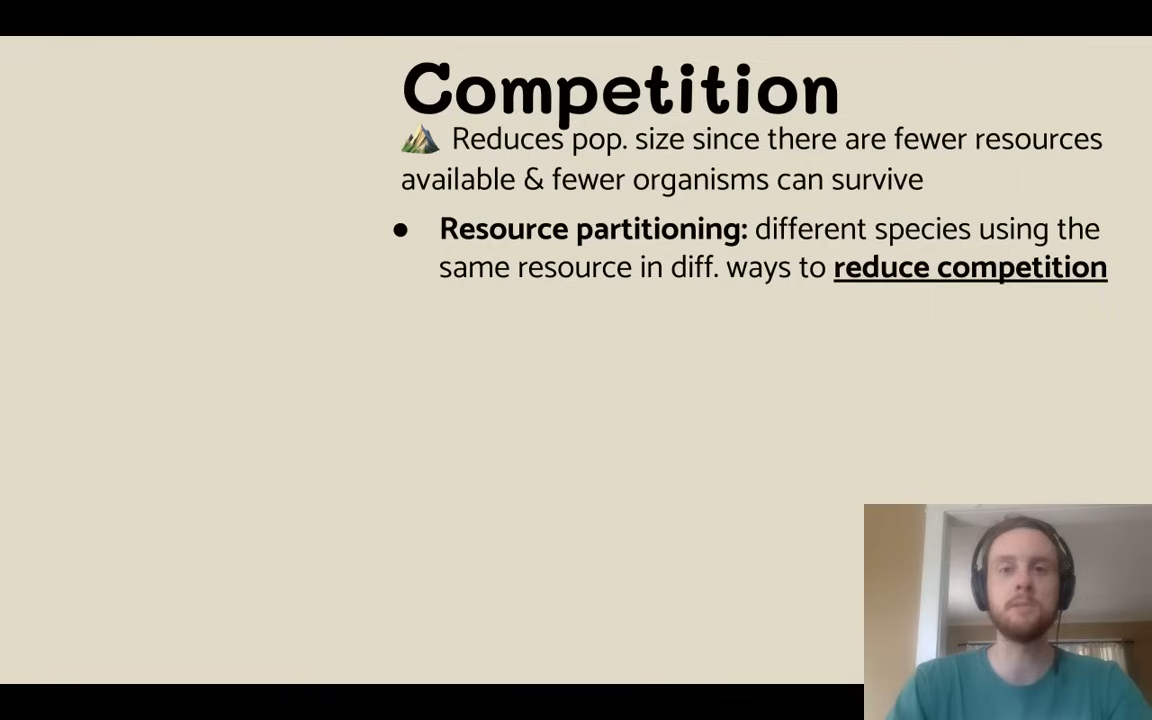 Competition
Reduces pop. size since there are fewer resources
available & fewer organisms can survive
● Resource partitioning: different species using the
same resource in diff. ways to reduce competition